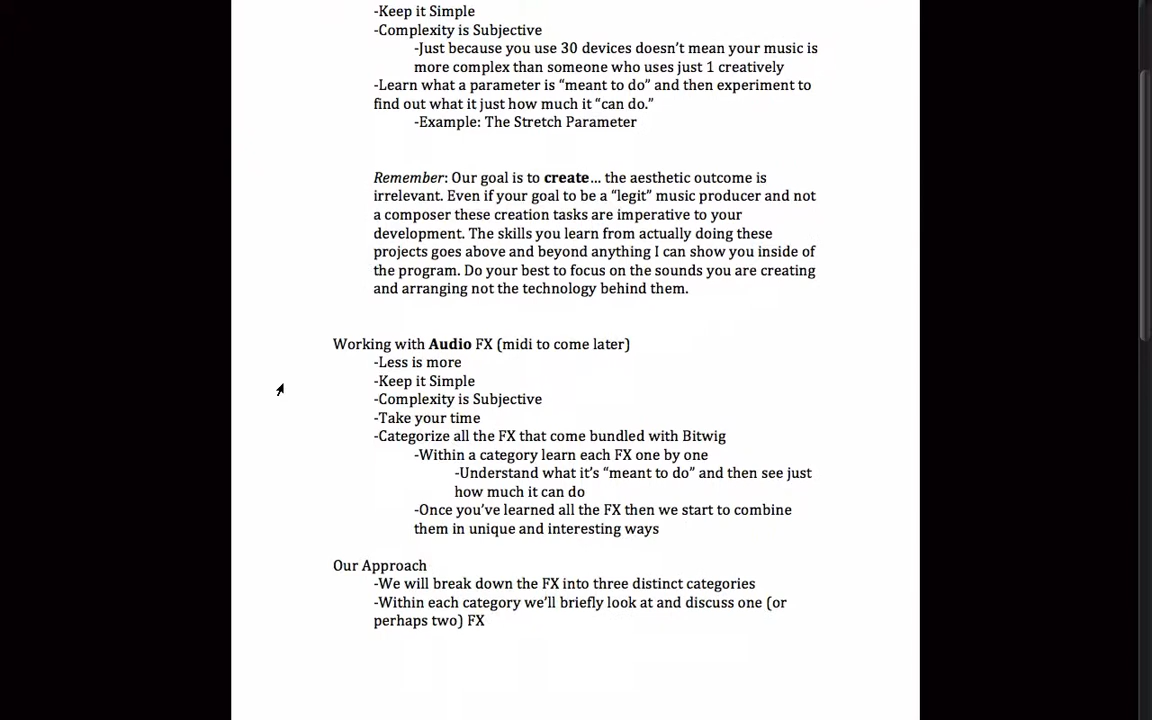 -Keep it Simple
-Complexity is Subjective
-Just because you use 30 devices doesn't mean your music is
more complex than someone who uses just 1 creatively
-Learn what a parameter is “meant to do” and then experiment to
find out what it just how much it “can do.”
-Example: The Stretch Parameter
Remember: Our goal is to create… the aesthetic outcome is
irrelevant. Even if your goal to be a “legit” music producer and not
a composer these creation tasks are imperative to your
development. The skills you learn from actually doing these
projects goes above and beyond anything I can show you inside of
the program. Do your best to focus on the sounds you are creating
and arranging not the technology behind them.
Working with Audio FX (midi to come later)
-Less is more
-Keep it Simple
-Complexity is Subjective
-Take your time
-Categorize all the FX that come bundled with Bitwig
-Within a category learn each FX one by one
-Understand what it's “meant to do” and then see just
how much it can do
-Once you've learned all the FX then we start to combine
them in unique and interesting ways
Our Approach
-We will break down the FX into three distinct categories
-Within each category we'll briefly look at and discuss one (or
perhaps two) FX